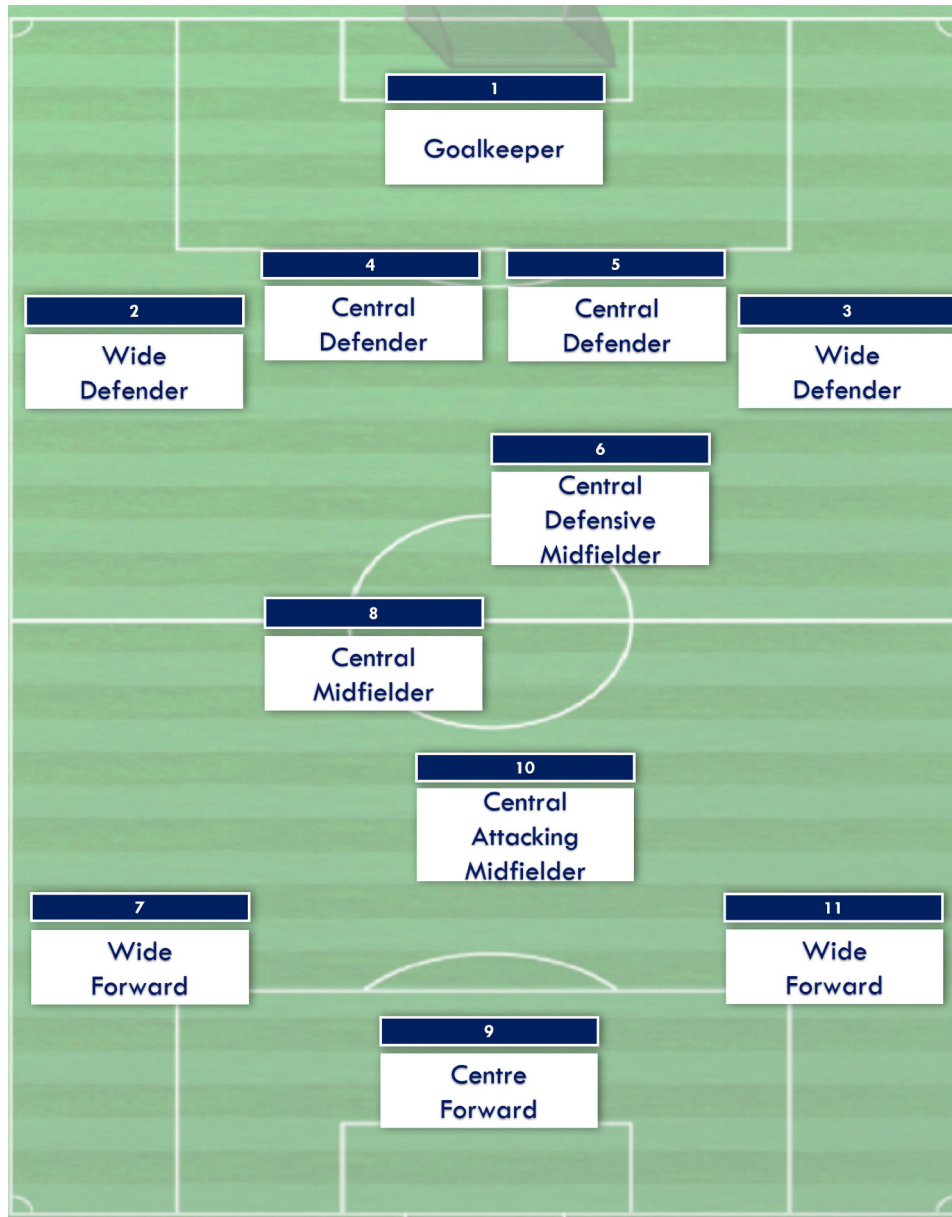 1
Goalkeeper
4
Central
Defender
5
Central
Defender
2
Wide
Defender
3
Wide
Defender
6
Central
Defensive
Midfielder
8
Central
Midfielder
10
Central
Attacking
Midfielder
7
Wide
Forward
11
Wide
Forward
9
Centre
Forward